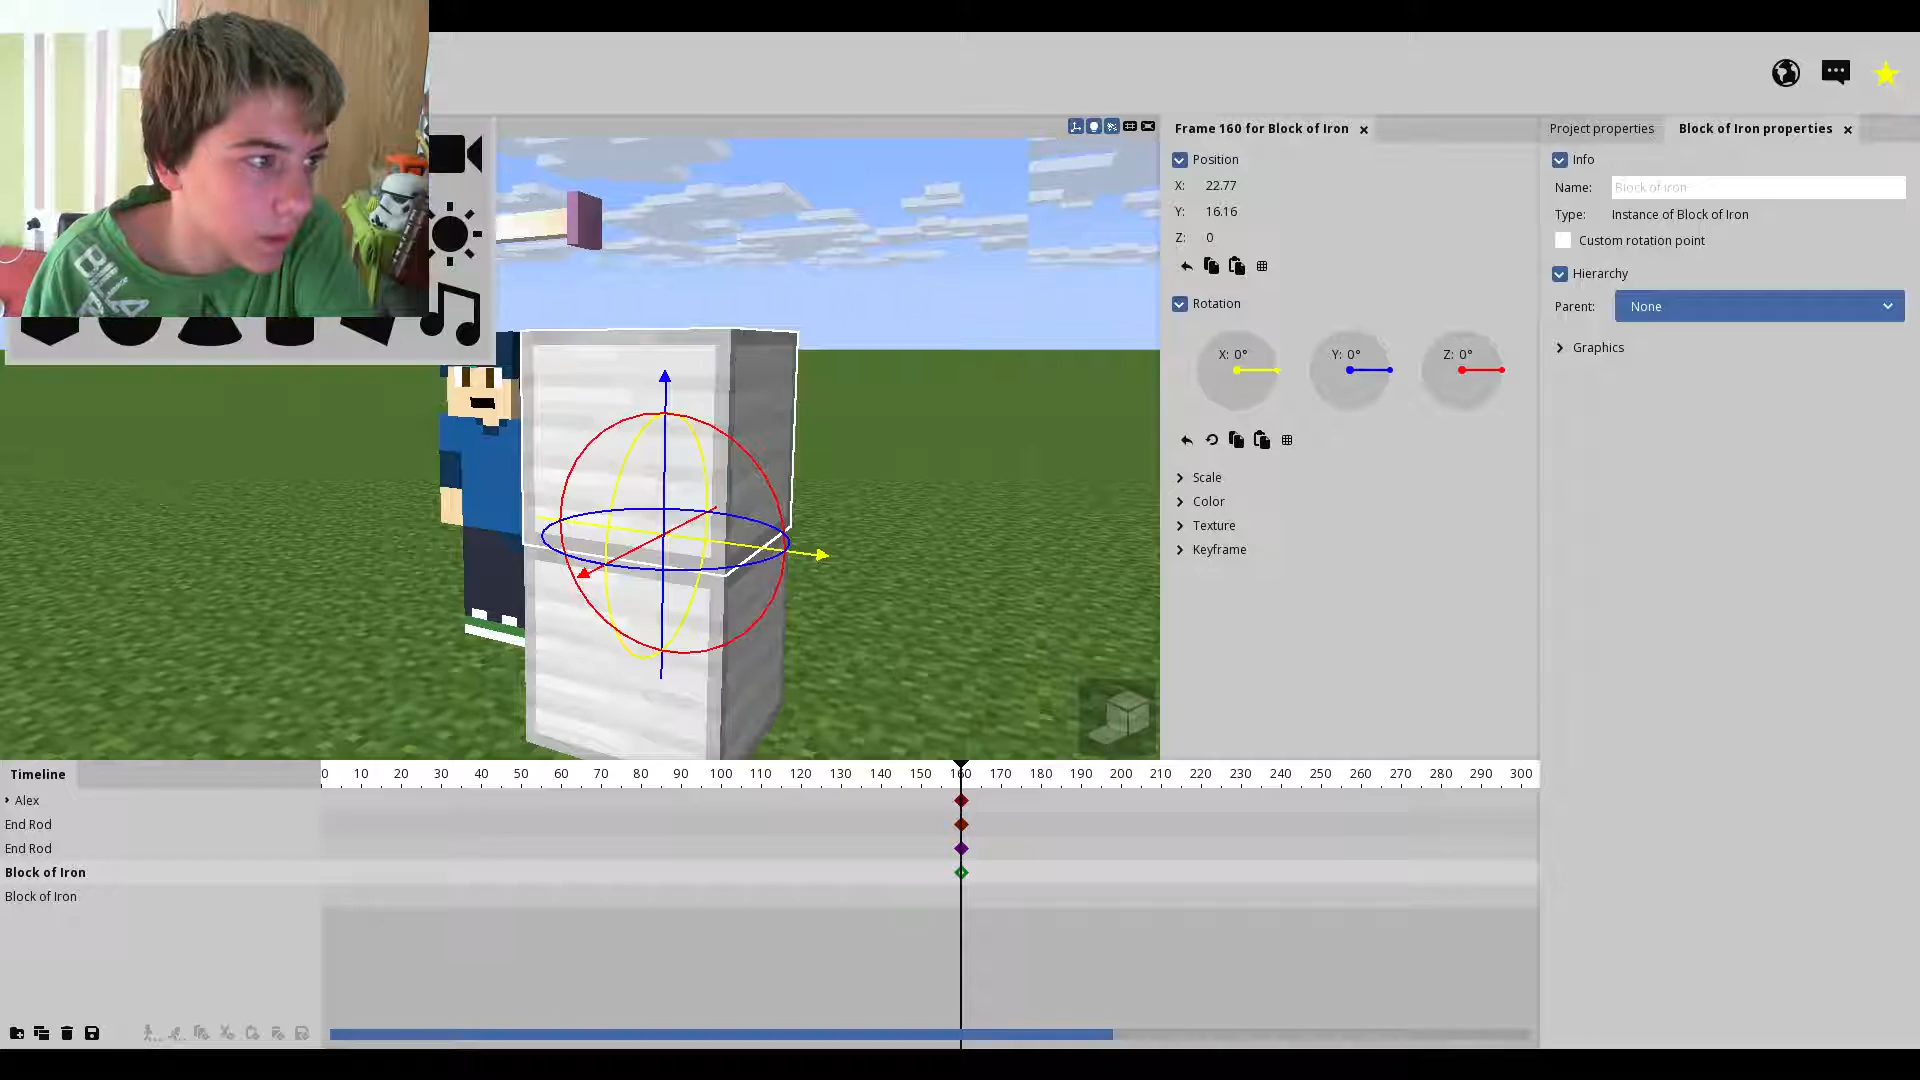 BILLA
Frame 160 for Block of Iron
Project properties
Block of Iron properties
Position
X: 22.77
Y: 16.16
Z: 0
Rotation
X: 0°
Y: 0°
Z: 0°
Scale
Color
Texture
Keyframe
Info
Name: Block of Iron
Type: Instance of Block of Iron
Custom rotation point
Hierarchy
Parent: None
Graphics
Timeline
0 10 20 30 40 50 60 70 80 90 100 110 120 130 140 150 160 170 180 190 200 210 220 230 240 250 260 270 280 290 300
Alex
End Rod
End Rod
Block of Iron
Block of Iron